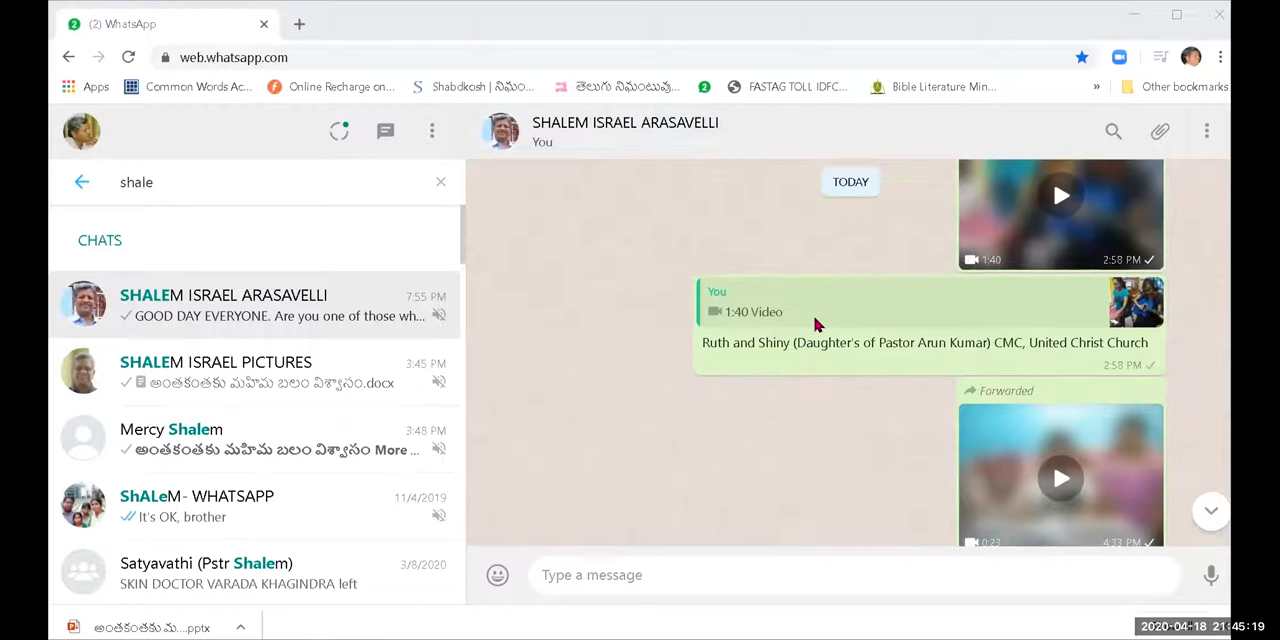 (2) WhatsApp
web.whatsapp.com
Apps
Common Words Ac...
Online Recharge on...
Shabdkosh | నిఘం...
తెలుగు నిఘంటువు...
2
FASTAG TOLL IDFC...
Bible Literature Min...
»
Other bookmarks
SHALEM ISRAEL ARASAVELLI
You
shale
TODAY
CHATS
1:40
2:58 PM
You
1:40 Video
SHALEM ISRAEL ARASAVELLI
7:55 PM
GOOD DAY EVERYONE. Are you one of those wh...
Ruth and Shiny (Daughter's of Pastor Arun Kumar) CMC, United Christ Church
2:58 PM
SHALEM ISRAEL PICTURES
3:45 PM
అంతకంతకు మహిమ బలం విశ్వాసం.docx
Forwarded
Mercy Shalem
3:48 PM
అంతకంతకు మహిమ బలం విశ్వాసం More ...
ShALeM- WHATSAPP
11/4/2019
It's OK, brother
0:23
4:33 PM
Satyavathi (Pstr Shalem)
3/8/2020
SKIN DOCTOR VARADA KHAGINDRA left
Type a message
అంతకంతకు మ....pptx
2020-04-18 21:45:19